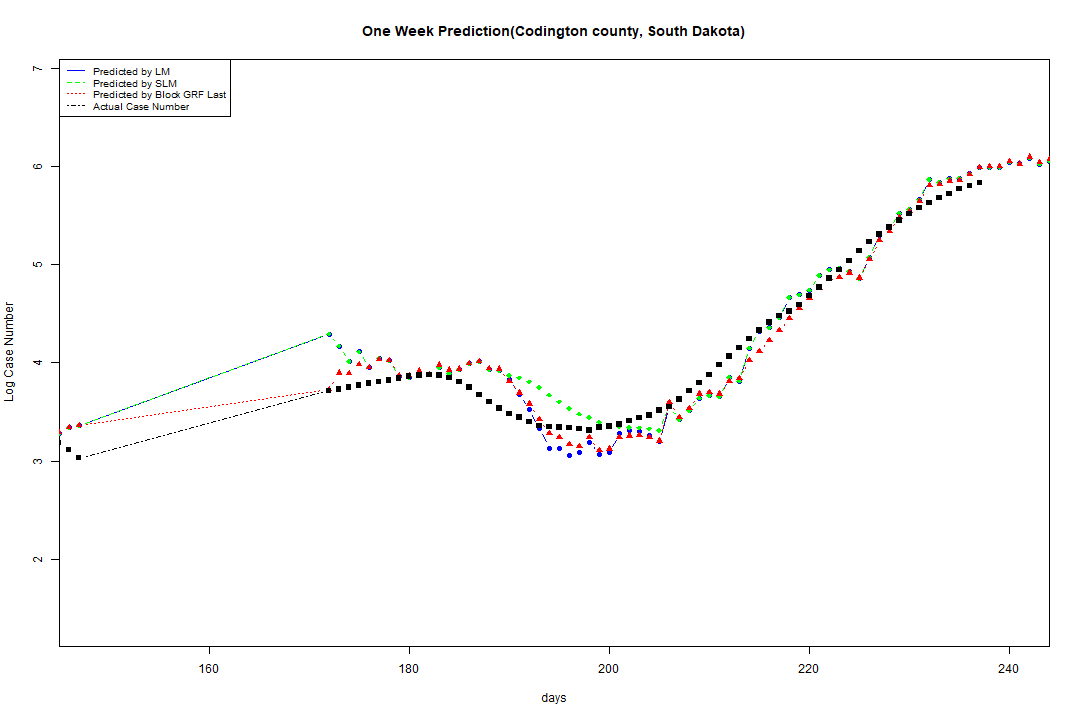 One Week Prediction(Codington county, South Dakota)
Predicted by LM
Predicted by SLM
Predicted by Block GRF Last
Actual Case Number
Log Case Number
7
6
5
4
3
2
160 180 200 220 240
days